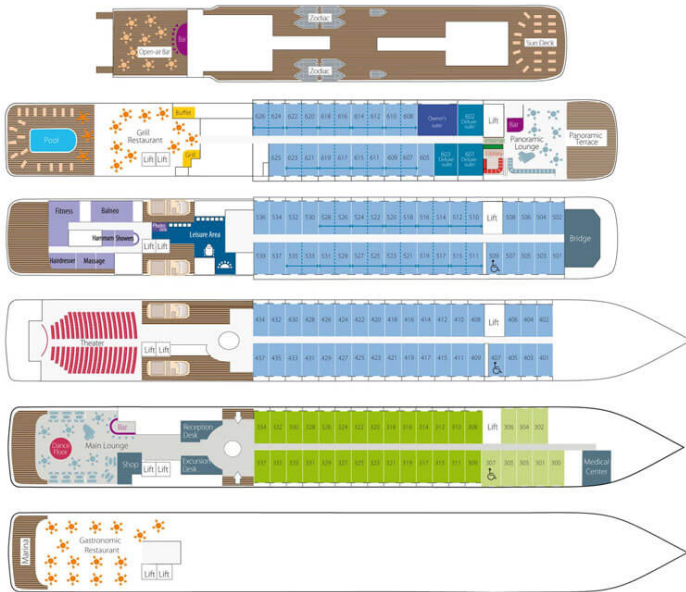 Zodiac
Bar
Open-air Bar
Sun Deck
Zodiac
Buffet
626 624 622 620 618 616 614 612 610 608
Owner's suite
602 Deluxe suite
Lift
Bar
Pool
Grill Restaurant
Panoramic Lounge
Panoramic Terrace
Lift Lift
Grill
625 623 621 619 617 615 611 609 607 605
603 Deluxe suite
601 Deluxe suite
Fitness
Balneo
536 534 532 530 528 526 524 522 520 518 516 514 512 510
Lift
508 506 504 502
Photo desk
Leisure Area
Hammam Showers
Lift Lift
Bridge
Hairdresser
Massage
539 537 535 533 531 529 527 525 523 521 519 517 515 511
509 507 505 503 501
434 432 430 428 426 424 422 420 418 416 414 412 410 408
Lift
406 404 402
Theater
Lift Lift
437 435 433 431 429 427 425 423 421 419 417 415 411 409
407 405 403 401
Bar
Reception Desk
334 332 330 328 326 324 322 320 318 316 314 312 310 308
Lift
306 304 302
Dance Floor
Main Lounge
Shop
Lift Lift
Excursion Desk
337 335 333 331 329 327 325 323 321 319 317 315 311 309
307 305 303 301 300
Medical Center
Marina
Gastronomic Restaurant
Lift Lift